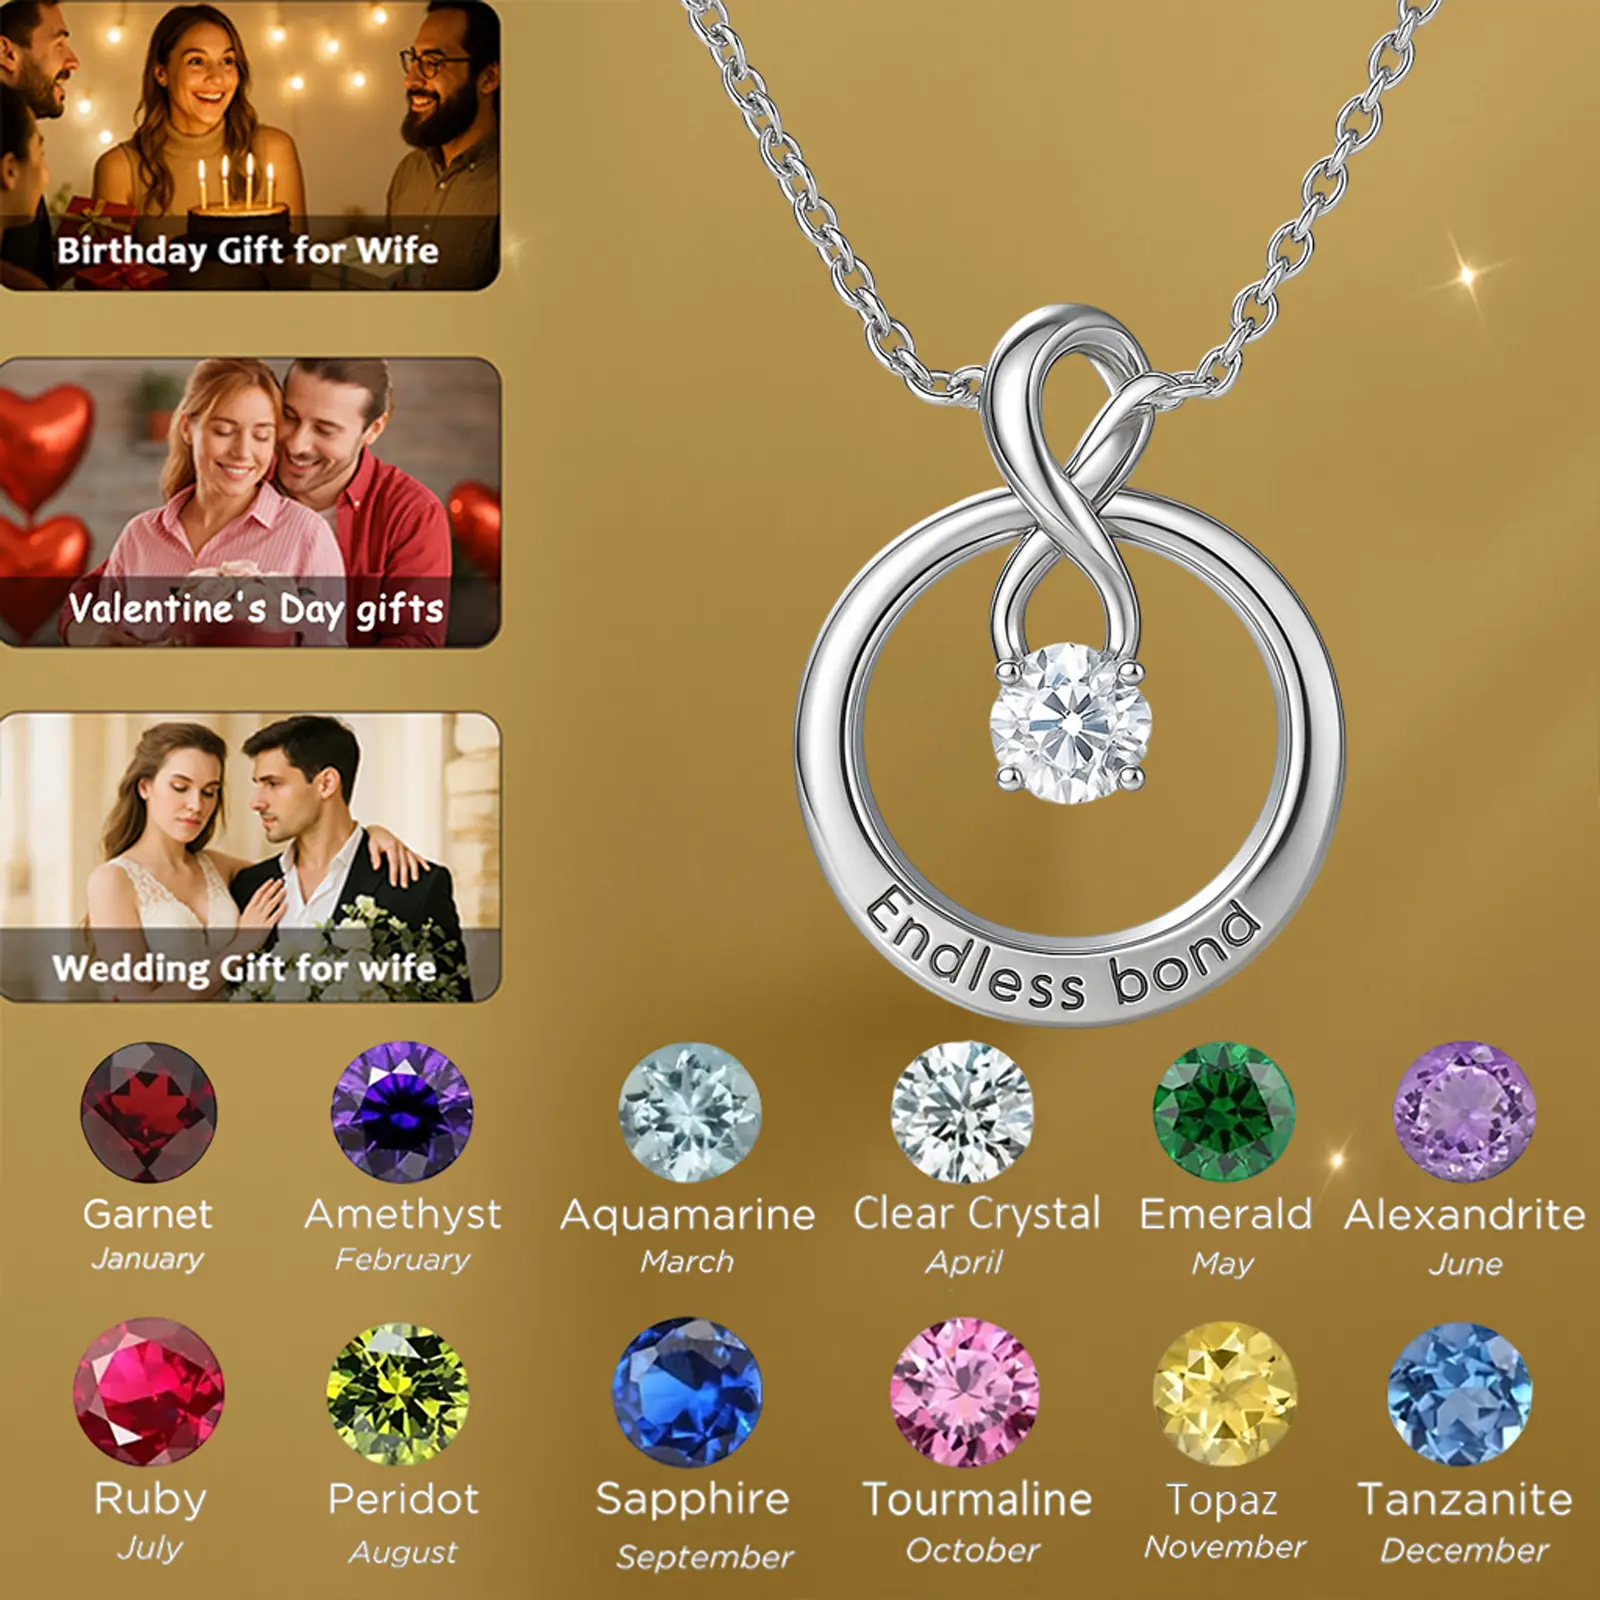 Birthday Gift for Wife
Valentine's Day gifts
Wedding Gift for wife
Endless bond
Garnet
January
Amethyst
February
Aquamarine
March
Clear Crystal
April
Emerald
May
Alexandrite
June
Ruby
July
Peridot
August
Sapphire
September
Tourmaline
October
Topaz
November
Tanzanite
December